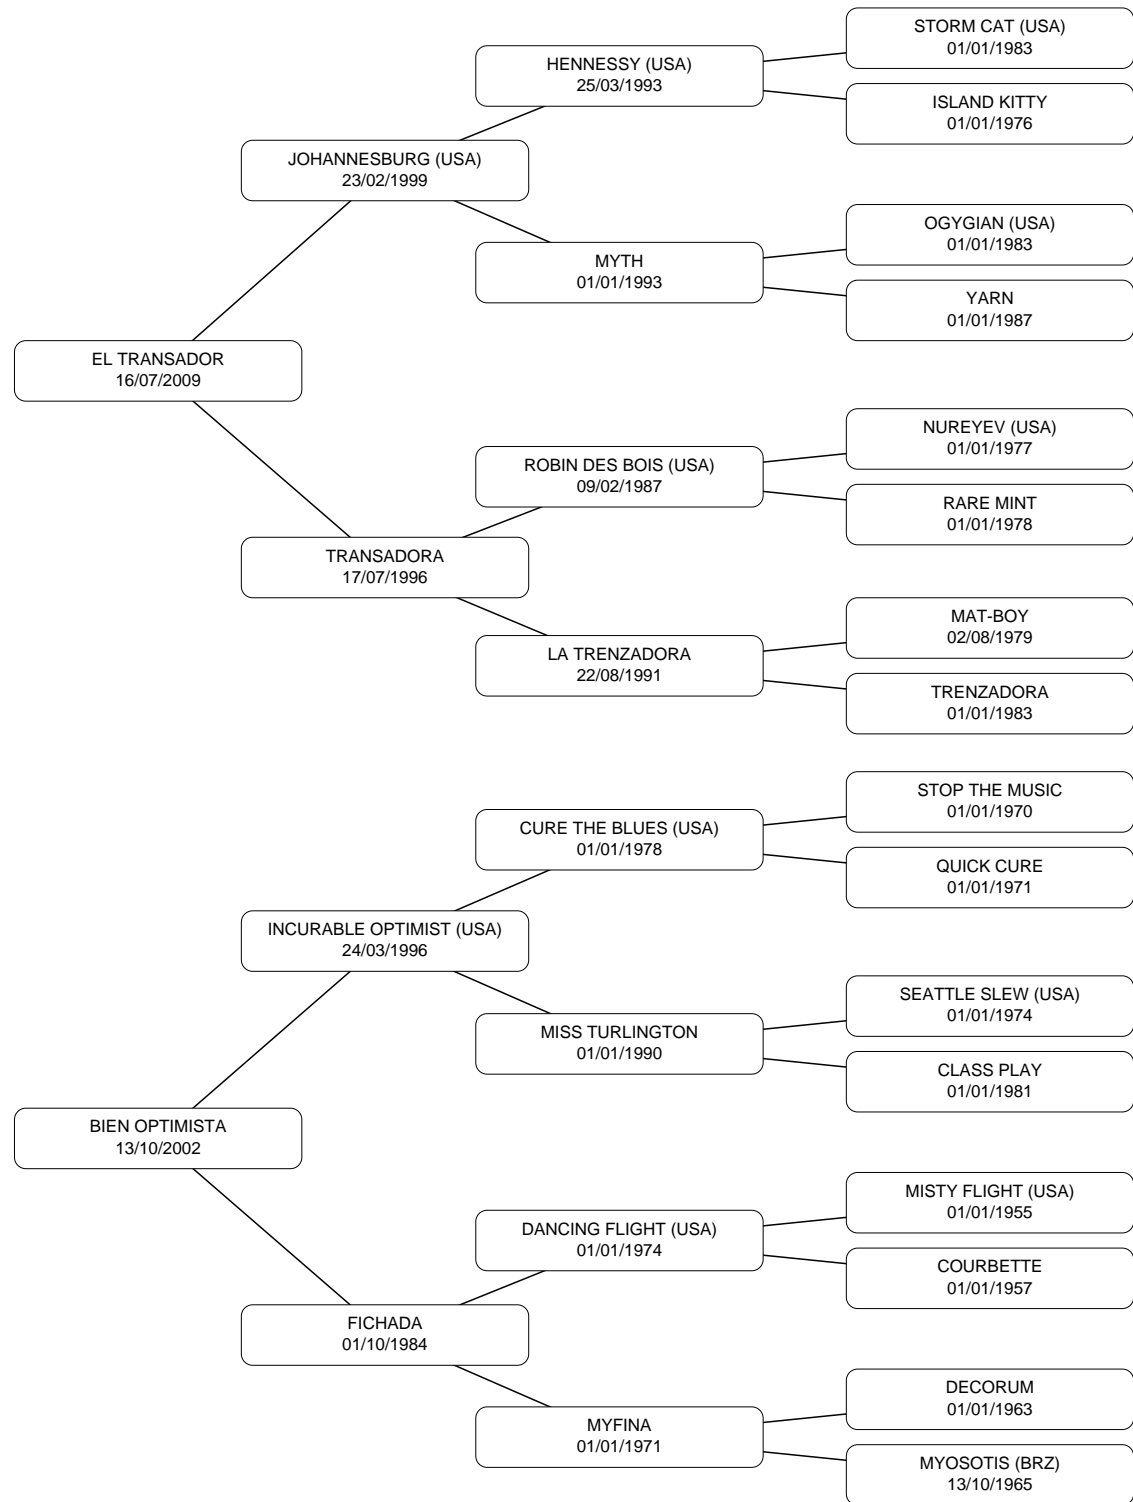 STORM CAT (USA)
01/01/1983
HENNESSY (USA)
25/03/1993
ISLAND KITTY
01/01/1976
JOHANNESBURG (USA)
23/02/1999
OGYGIAN (USA)
01/01/1983
MYTH
01/01/1993
YARN
01/01/1987
EL TRANSADOR
16/07/2009
NUREYEV (USA)
01/01/1977
ROBIN DES BOIS (USA)
09/02/1987
RARE MINT
01/01/1978
TRANSADORA
17/07/1996
MAT-BOY
02/08/1979
LA TRENZADORA
22/08/1991
TRENZADORA
01/01/1983
STOP THE MUSIC
01/01/1970
CURE THE BLUES (USA)
01/01/1978
QUICK CURE
01/01/1971
INCURABLE OPTIMIST (USA)
24/03/1996
SEATTLE SLEW (USA)
01/01/1974
MISS TURLINGTON
01/01/1990
CLASS PLAY
01/01/1981
BIEN OPTIMISTA
13/10/2002
MISTY FLIGHT (USA)
01/01/1955
DANCING FLIGHT (USA)
01/01/1974
COURBETTE
01/01/1957
FICHADA
01/10/1984
DECORUM
01/01/1963
MYFINA
01/01/1971
MYOSOTIS (BRZ)
13/10/1965